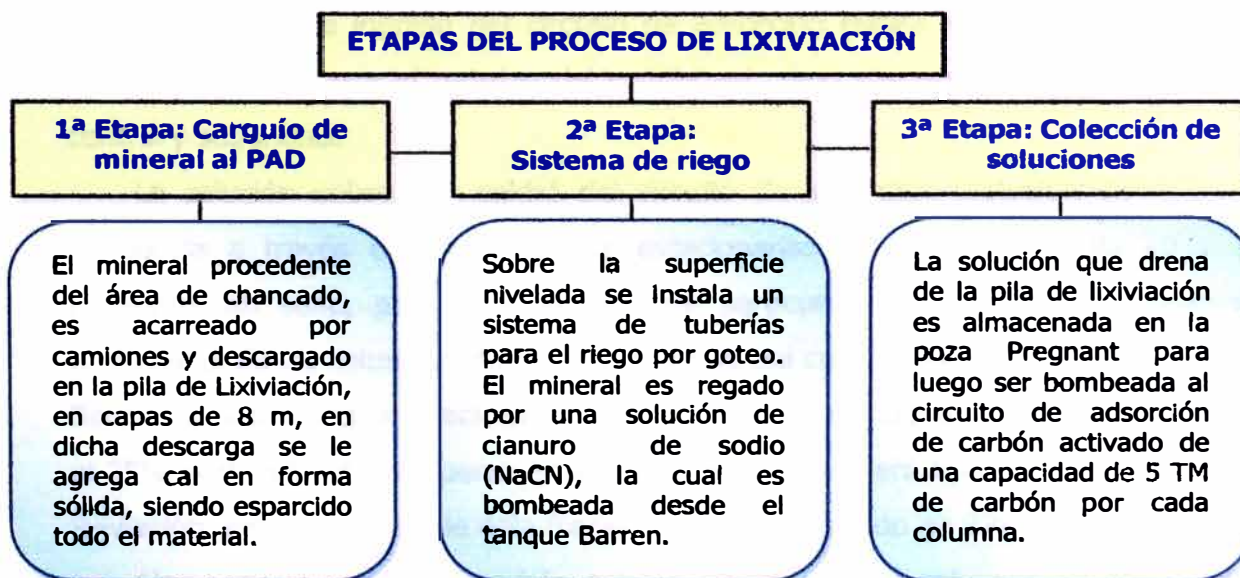 ETAPAS DEL PROCESO DE LIXIVIACIÓN
1ª Etapa: Carguío de
mineral al PAD
2ª Etapa:
Sistema de riego
3ª Etapa: Colección de
soluciones
El mineral procedente
del área de chancado,
es acarreado por
camiones y descargado
en la pila de Lixiviación,
en capas de 8 m, en
dicha descarga se le
agrega cal en forma
sólida, siendo esparcido
todo el material.
Sobre la superficie
nivelada se instala un
sistema de tuberías
para el riego por goteo.
El mineral es regado
por una solución de
cianuro de sodio
(NaCN), la cual es
bombeada desde el
tanque Barren.
La solución que drena
de la pila de lixiviación
es almacenada en la
poza Pregnant para
luego ser bombeada al
circuito de adsorción
de carbón activado de
una capacidad de 5 TM
de carbón por cada
columna.